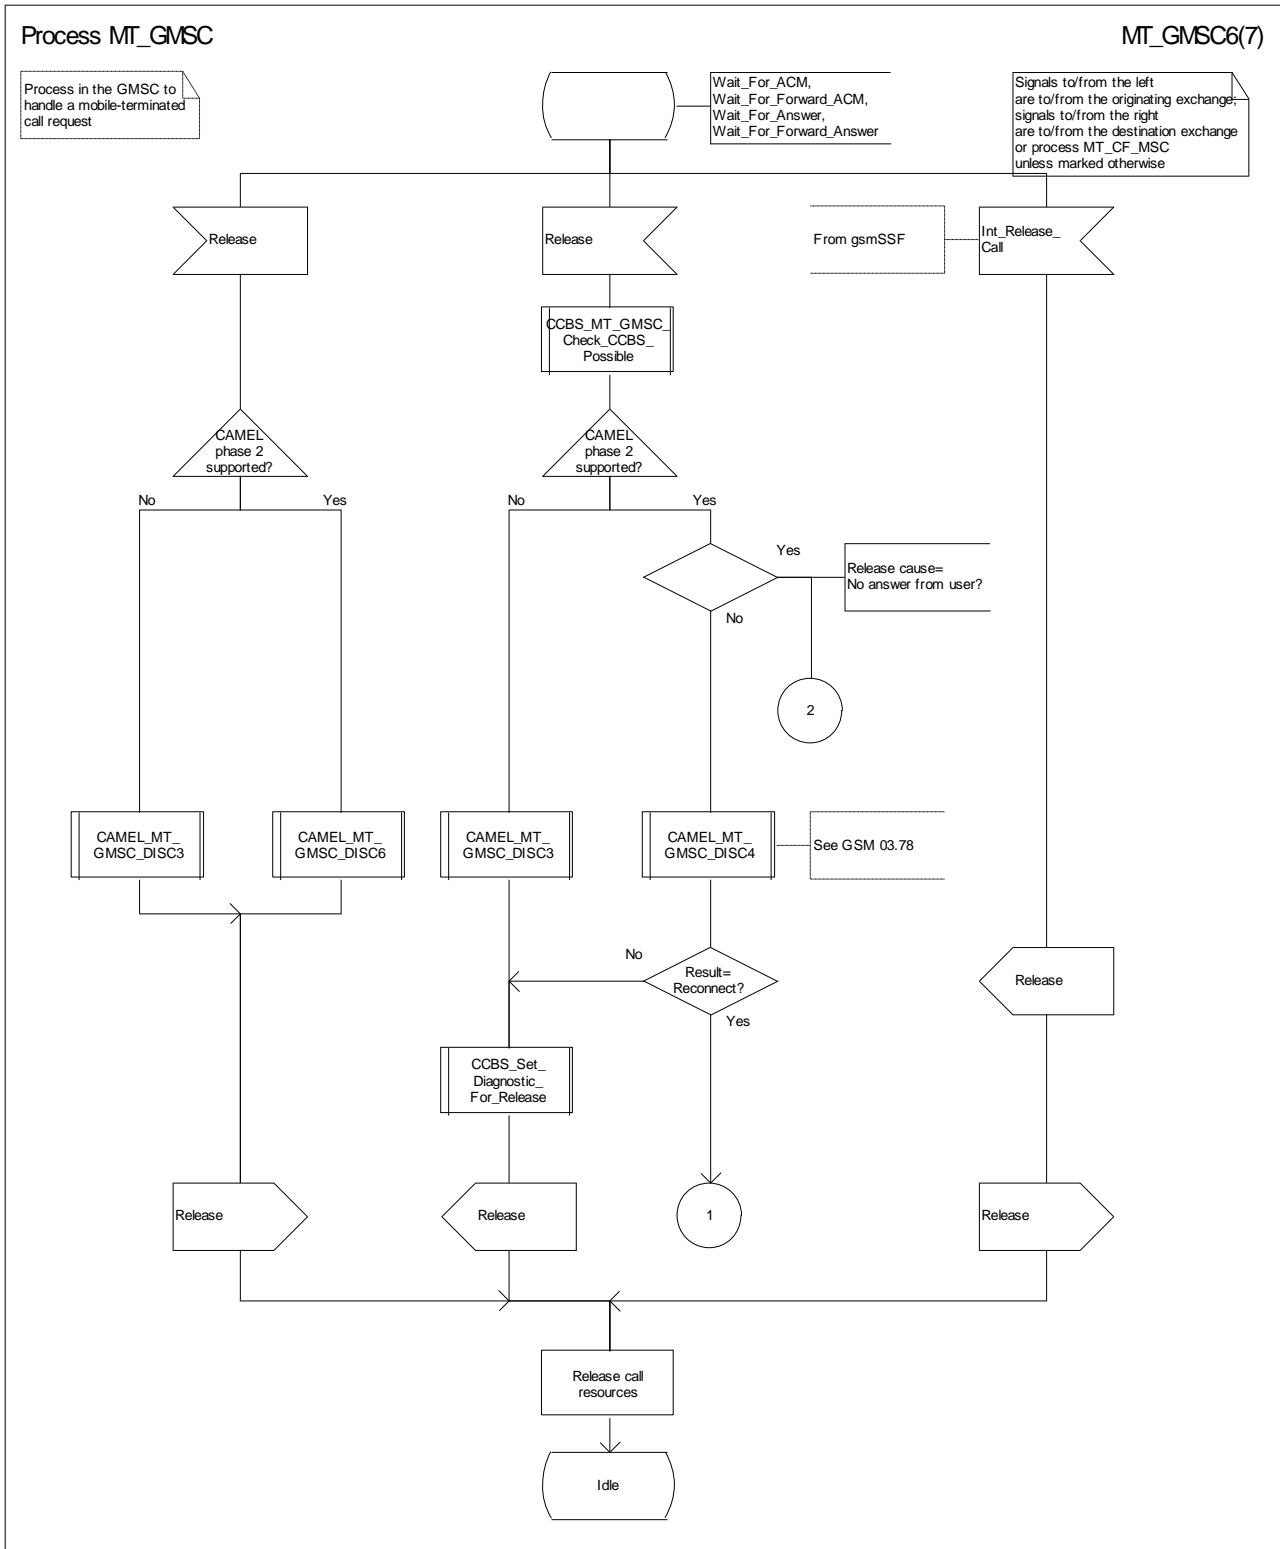 Process MT_GMSC
MT_GMSC6(7)
Process in the GMSC to
handle a mobile-terminated
call request
Wait_For_ACM,
Wait_For_Forward_ACM,
Wait_For_Answer,
Wait_For_Forward_Answer
Signals to/from the left
are to/from the originating exchange;
signals to/from the right
are to/from the destination exchange
or process MT_CF_MSC
unless marked otherwise
Release
Release
From gsmSSF
Int_Release_
Call
CCBS_MT_GMSC_
Check_CCBS_
Possible
CAMEL
phase 2
supported?
CAMEL
phase 2
supported?
No
Yes
No
Yes
Yes
Release cause=
No answer from user?
No
2
CAMEL_MT_
GMSC_DISC3
CAMEL_MT_
GMSC_DISC6
CAMEL_MT_
GMSC_DISC3
CAMEL_MT_
GMSC_DISC4
See GSM 03.78
No
Result=
Reconnect?
Yes
Release
CCBS_Set_
Diagnostic_
For_Release
Release
Release
1
Release
Release call
resources
Idle